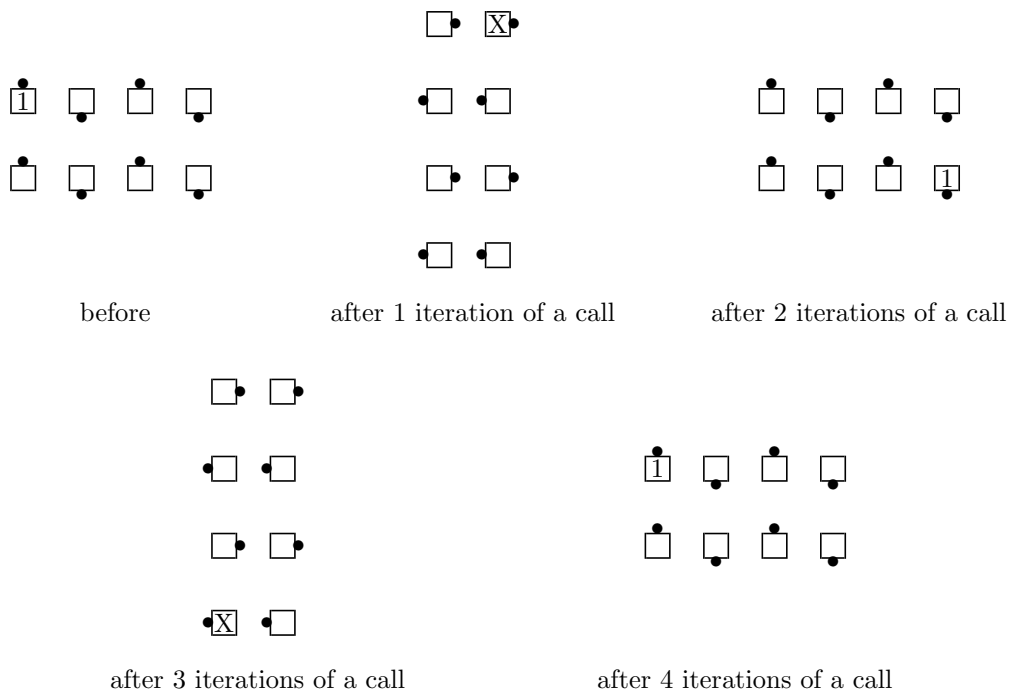 X
1
1
before
after 1 iteration of a call
after 2 iterations of a call
1
X
after 3 iterations of a call
after 4 iterations of a call